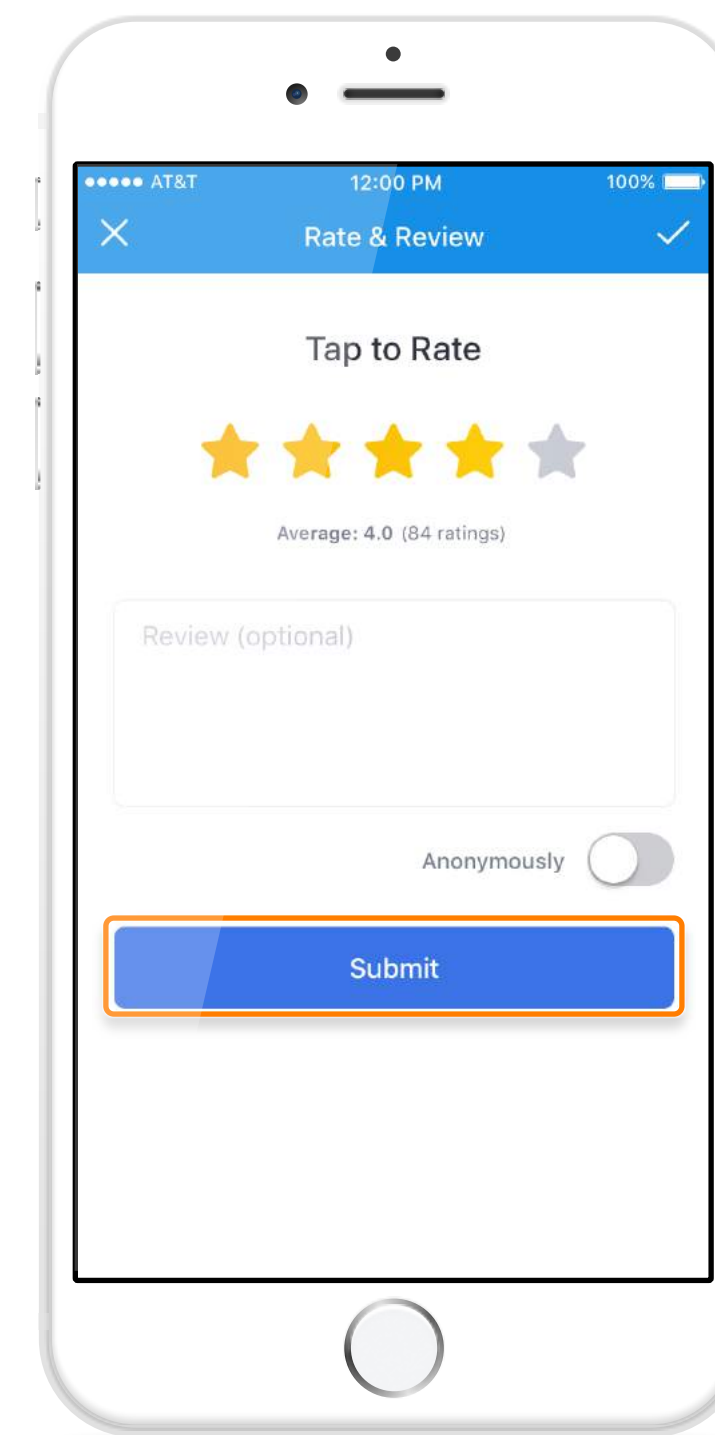 AT&T 12:00 PM 100%
Rate & Review
Tap to Rate
Average: 4.0 (84 ratings)
Review (optional)
Anonymously
Submit